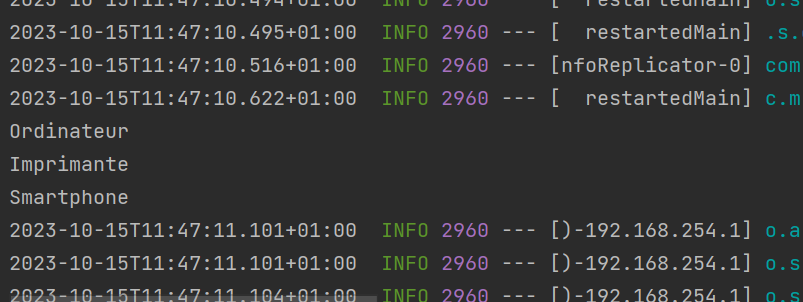 2023-10-15T11:47:10.494+01:00 INFO 2960 --- [ restartedMain] o.s
2023-10-15T11:47:10.495+01:00 INFO 2960 --- [ restartedMain] .s.
2023-10-15T11:47:10.516+01:00 INFO 2960 --- [nfoReplicator-0] com
2023-10-15T11:47:10.622+01:00 INFO 2960 --- [ restartedMain] c.m
Ordinateur
Imprimante
Smartphone
2023-10-15T11:47:11.101+01:00 INFO 2960 --- [)-192.168.254.1] o.a
2023-10-15T11:47:11.101+01:00 INFO 2960 --- [)-192.168.254.1] o.s
2023-10-15T11:47:11.104+01:00 INFO 2960 --- [)-192.168.254.1] o.s